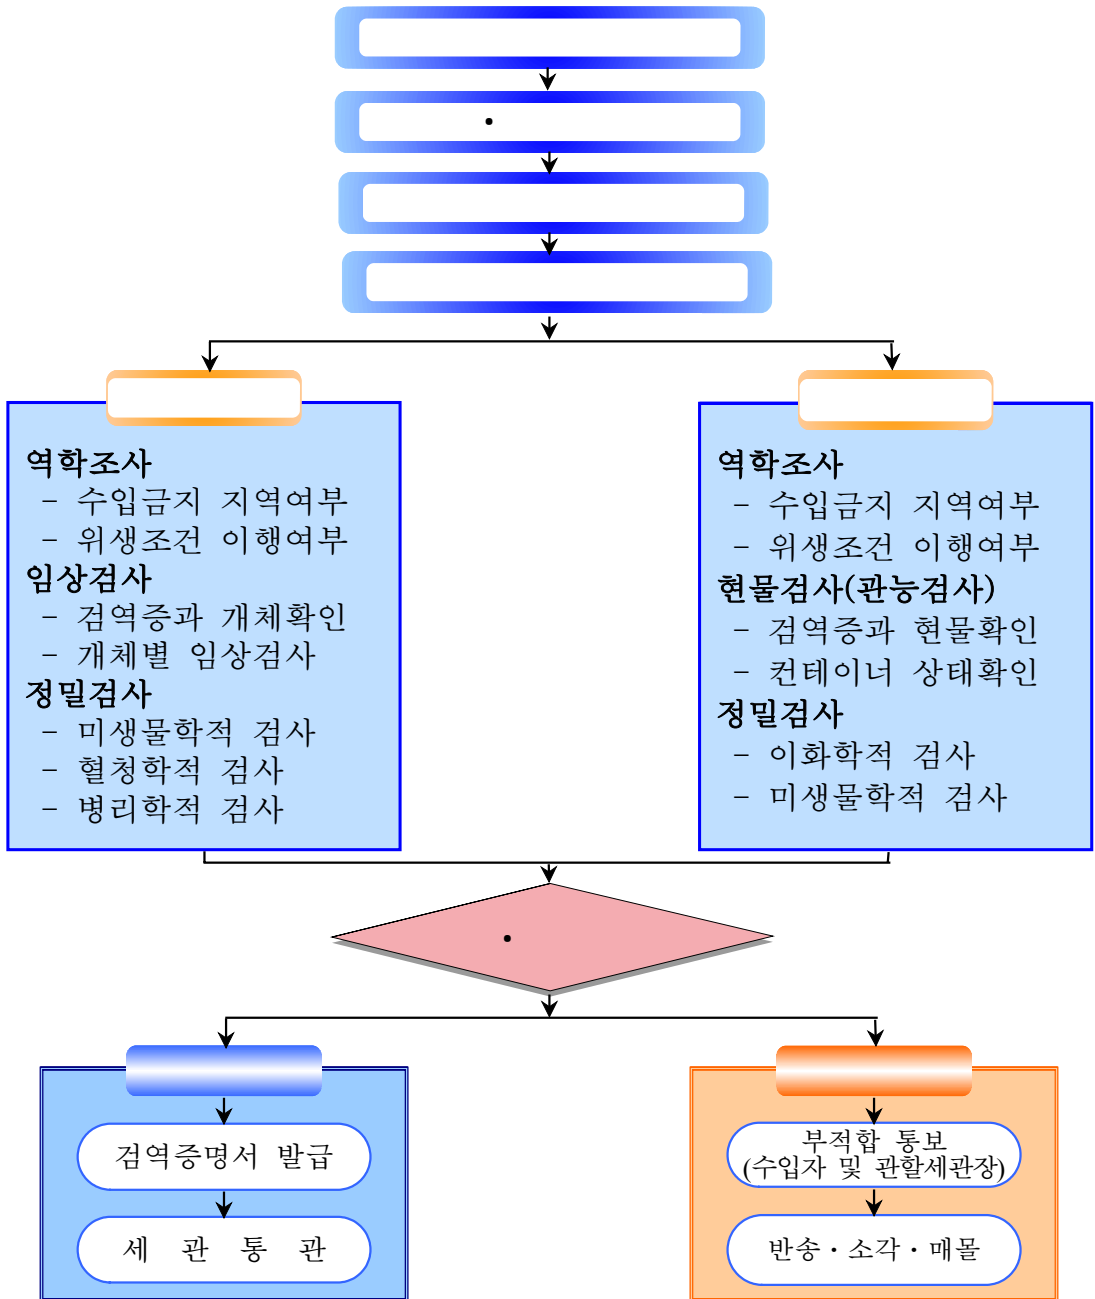 역학조사
- 수입금지 지역여부
- 위생조건 이행여부
임상검사
- 검역증과 개체확인
- 개체별 임상검사
정밀검사
- 미생물학적 검사
- 혈청학적 검사
- 병리학적 검사
역학조사
- 수입금지 지역여부
- 위생조건 이행여부
현물검사(관능검사)
- 검역증과 현물확인
- 컨테이너 상태확인
정밀검사
- 이화학적 검사
- 미생물학적 검사
검역증명서 발급
세 관 통 관
부적합 통보
(수입자 및 관할세관장)
반송·소각·매몰